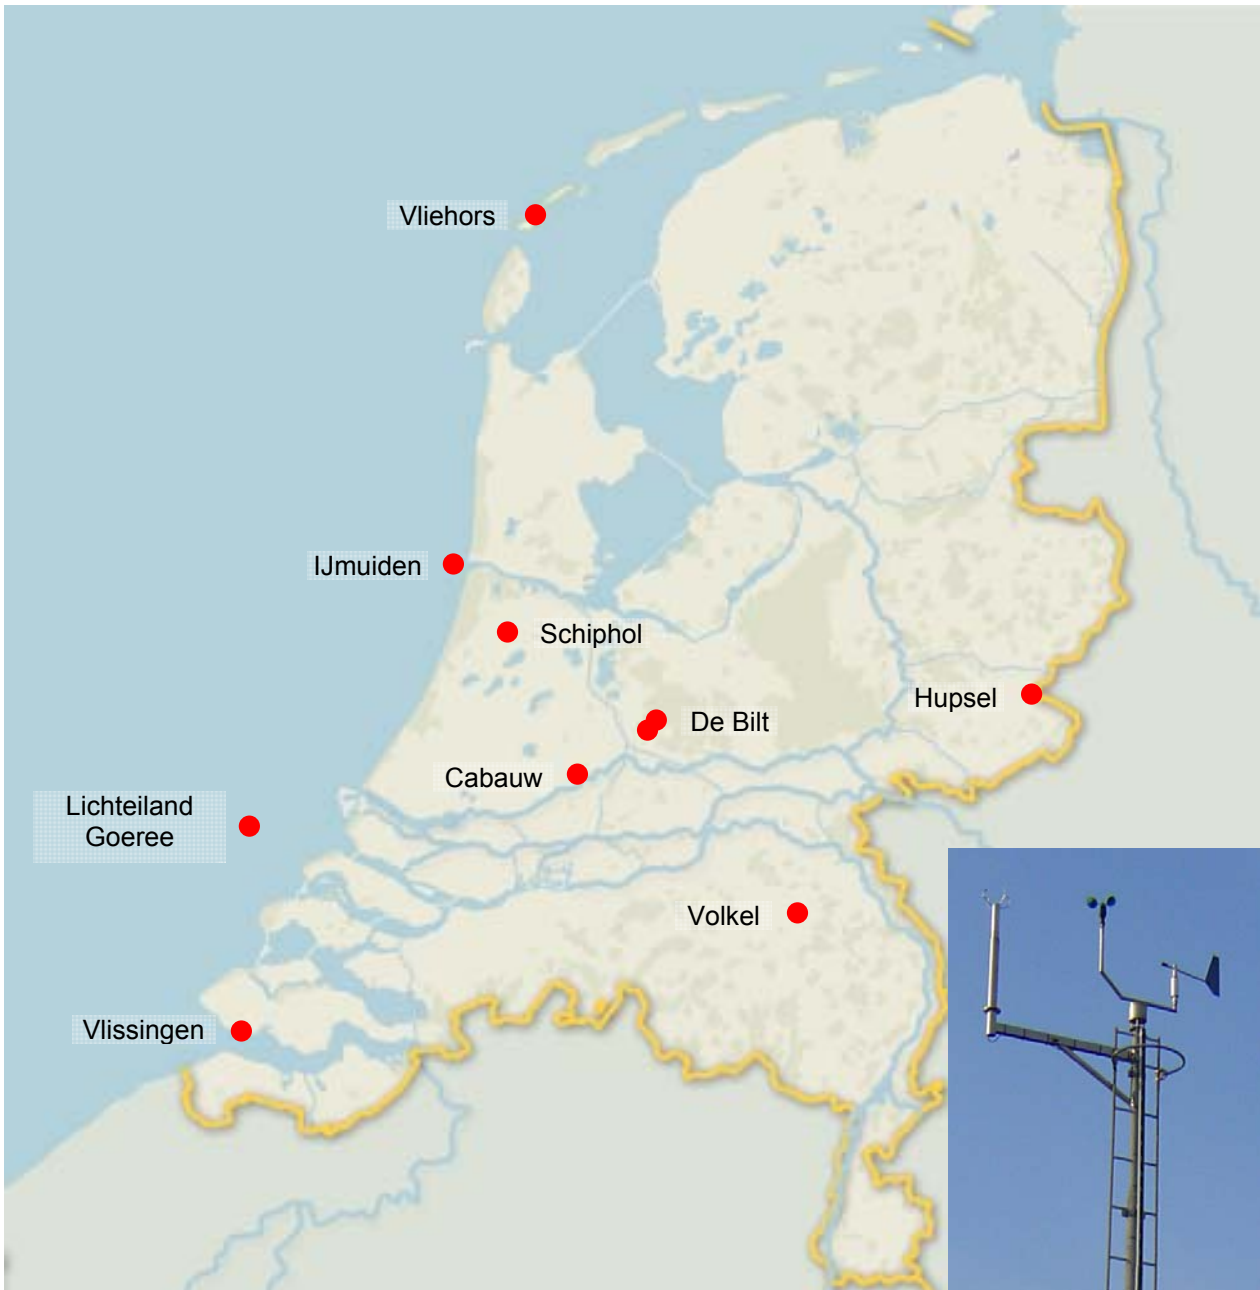 Vliehors
IJmuiden
Schiphol
Hupsel
De Bilt
Cabauw
Lichteiland
Goeree
Volkel
Vlissingen